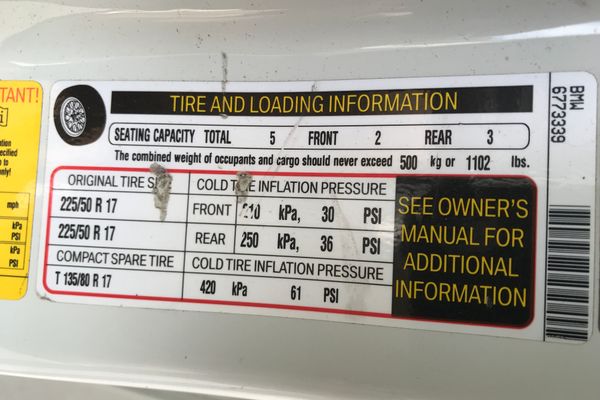 TANT!
mph
kPa
PSI
kPa
PSI
TIRE AND LOADING INFORMATION
SEATING CAPACITY TOTAL 5 FRONT 2 REAR 3
The combined weight of occupants and cargo should never exceed 500 kg or 1102 lbs.
ORIGINAL TIRE COLD TIRE INFLATION PRESSURE
225/50 R 17 FRONT kPa, 30 PSI
225/50 R 17 REAR 250 kPa, 36 PSI
COMPACT SPARE TIRE COLD TIRE INFLATION PRESSURE
T 135/80 R 17 420 kPa 61 PSI
SEE OWNER'S
MANUAL FOR
ADDITIONAL
INFORMATION
BMW
6773339